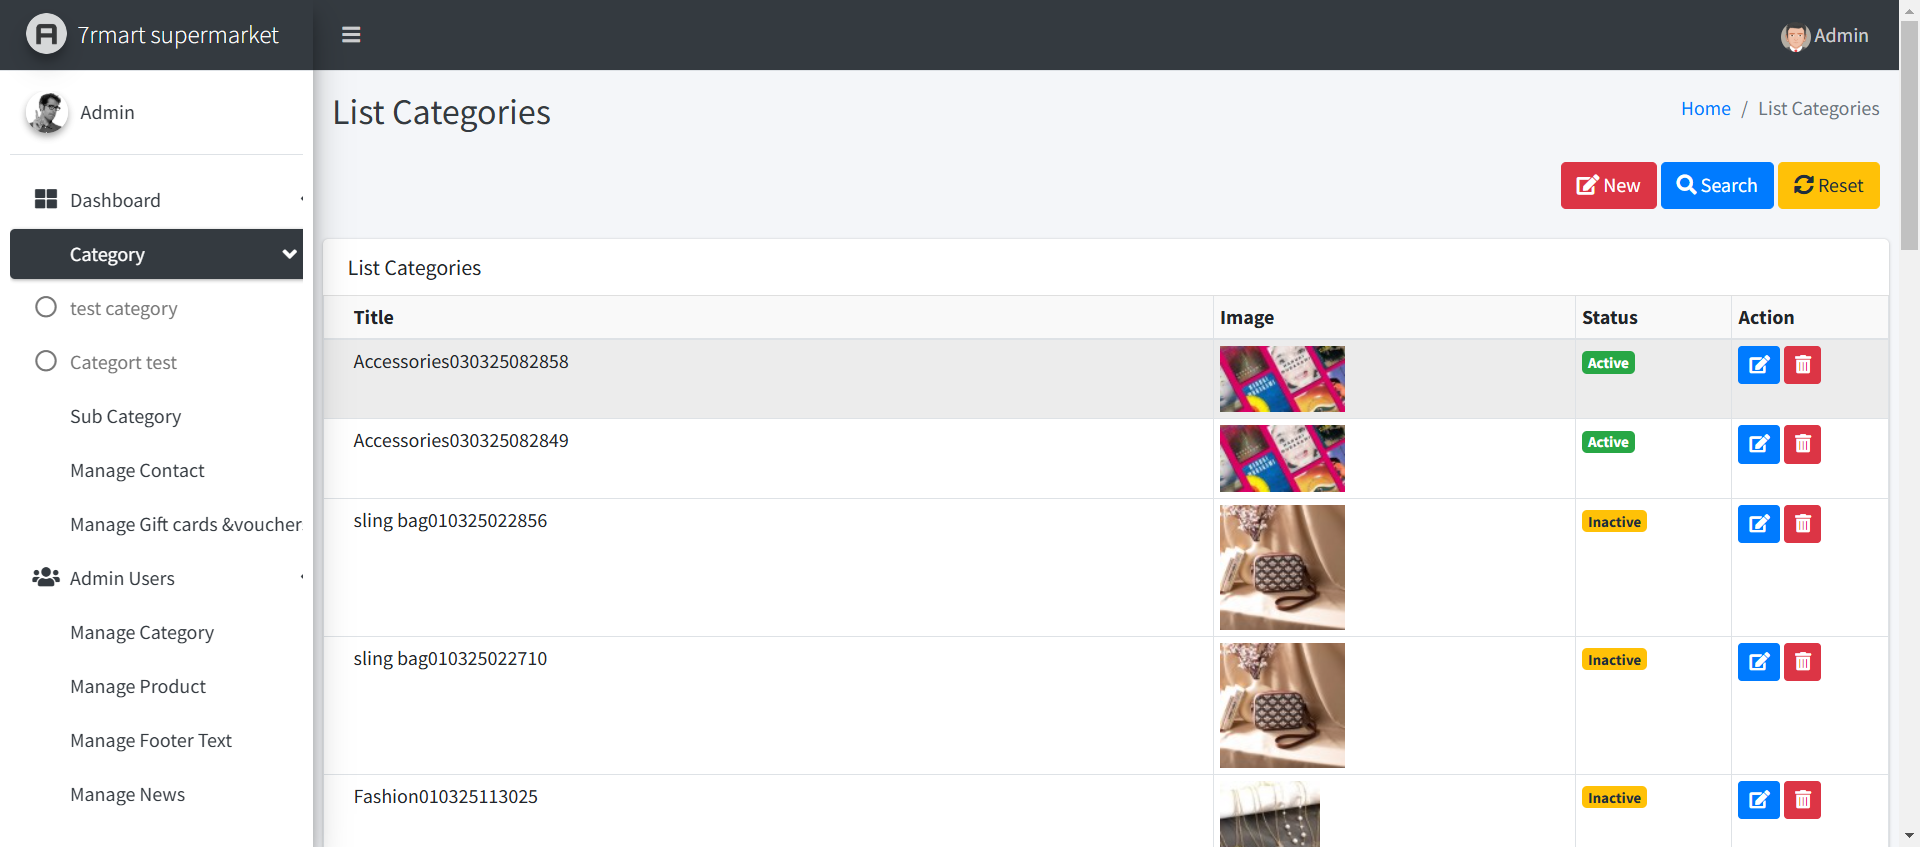 7rmart supermarket
Admin
Admin
List Categories
Home / List Categories
New
Search
Reset
Dashboard
Category
test category
Categort test
Sub Category
Manage Contact
Manage Gift cards &voucher
Admin Users
Manage Category
Manage Product
Manage Footer Text
Manage News
List Categories
Title Image Status Action
Accessories030325082858 Active
Accessories030325082849 Active
sling bag010325022856 Inactive
sling bag010325022710 Inactive
Fashion010325113025 Inactive